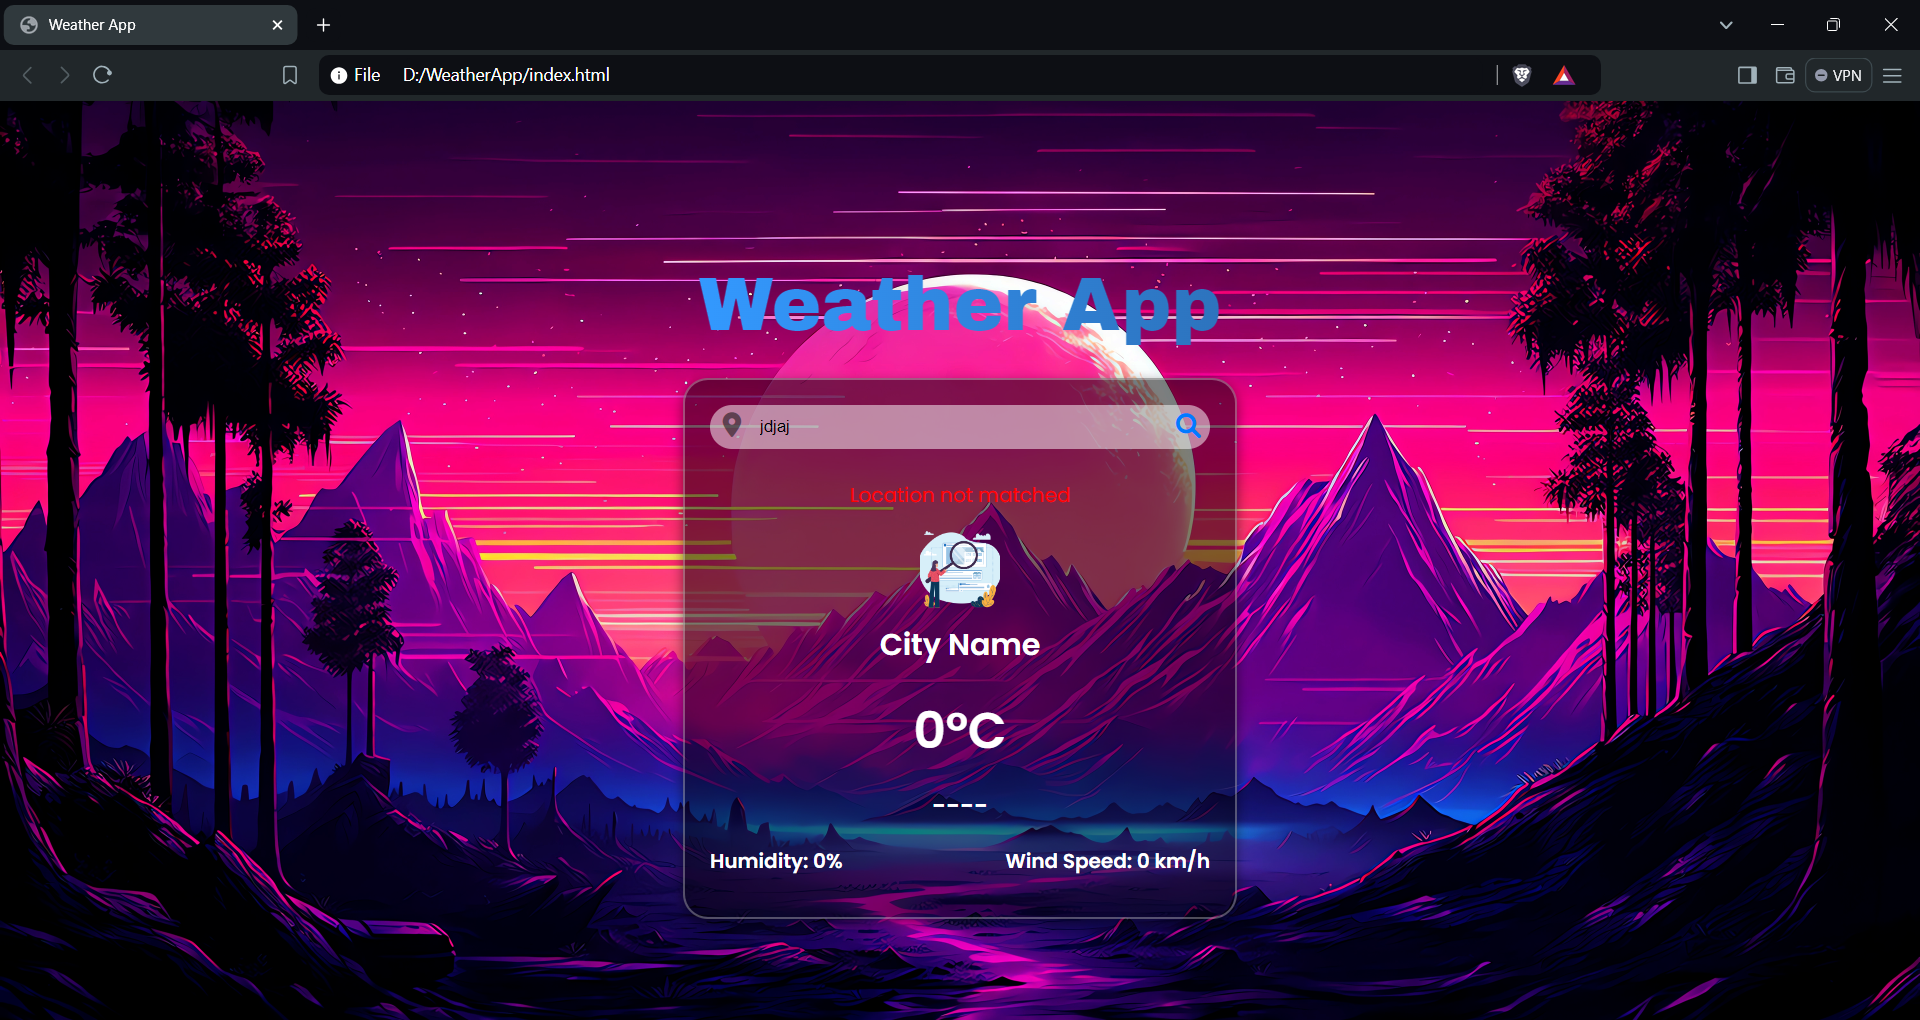 Weather App
File D:/WeatherApp/index.html
VPN
Weather App
jdjaj
Location not matched
City Name
0°C
----
Humidity: 0% Wind Speed: 0 km/h